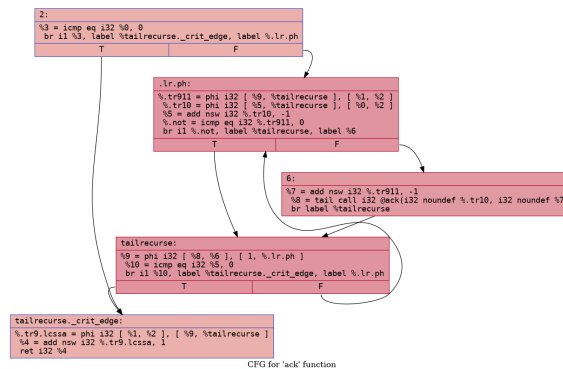 2:
%3 = icmp eq i32 %0, 0
br i1 %3, label %tailrecurse._crit_edge, label %.lr.ph
T F
.lr.ph:
%.tr911 = phi i32 [ %9, %tailrecurse ], [ %1, %2 ]
%.tr10 = phi i32 [ %5, %tailrecurse ], [ %0, %2 ]
%5 = add nsw i32 %.tr10, -1
%.not = icmp eq i32 %.tr911, 0
br i1 %.not, label %tailrecurse, label %6
T F
6:
%7 = add nsw i32 %.tr911, -1
%8 = tail call i32 @ack(i32 noundef %.tr10, i32 noundef %7
br label %tailrecurse
tailrecurse:
%9 = phi i32 [ %8, %6 ], [ 1, %.lr.ph ]
%10 = icmp eq i32 %5, 0
br i1 %10, label %tailrecurse._crit_edge, label %.lr.ph
T F
tailrecurse._crit_edge:
%.tr9.lcssa = phi i32 [ %1, %2 ], [ %9, %tailrecurse ]
%4 = add nsw i32 %.tr9.lcssa, 1
ret i32 %4
CFG for 'ack' function